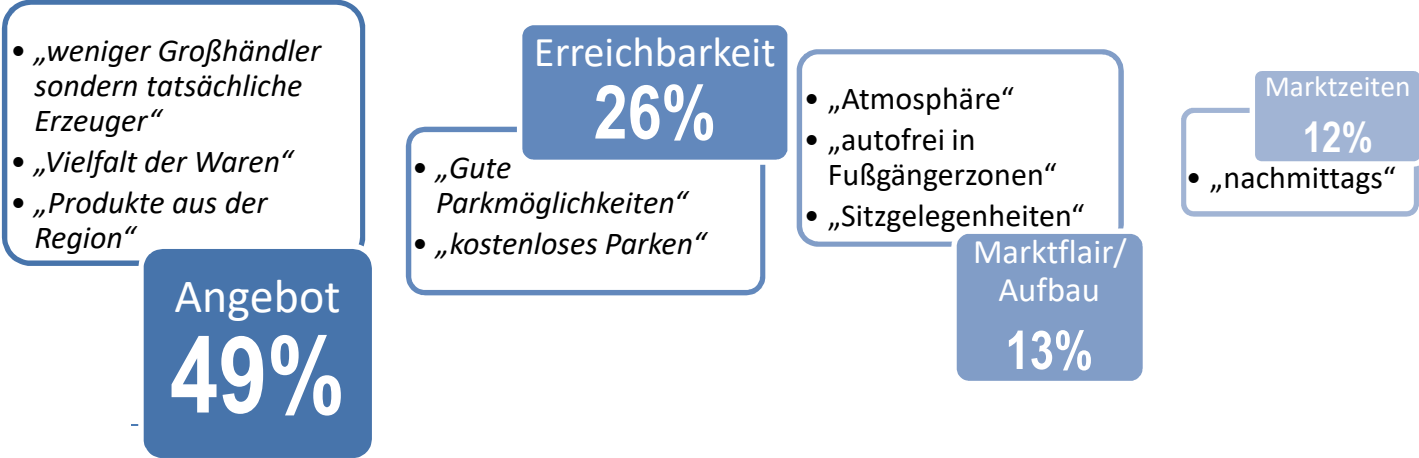 • „weniger Großhändler
sondern tatsächliche
Erzeuger“
• „Vielfalt der Waren“
• „Produkte aus der
Region“
Angebot
49%
Erreichbarkeit
26%
• „Gute
Parkmöglichkeiten“
• „kostenloses Parken“
• „Atmosphäre“
• „autofrei in
Fußgängerzonen“
• „Sitzgelegenheiten“
Marktflair/
Aufbau
13%
Marktzeiten
12%
• „nachmittags“